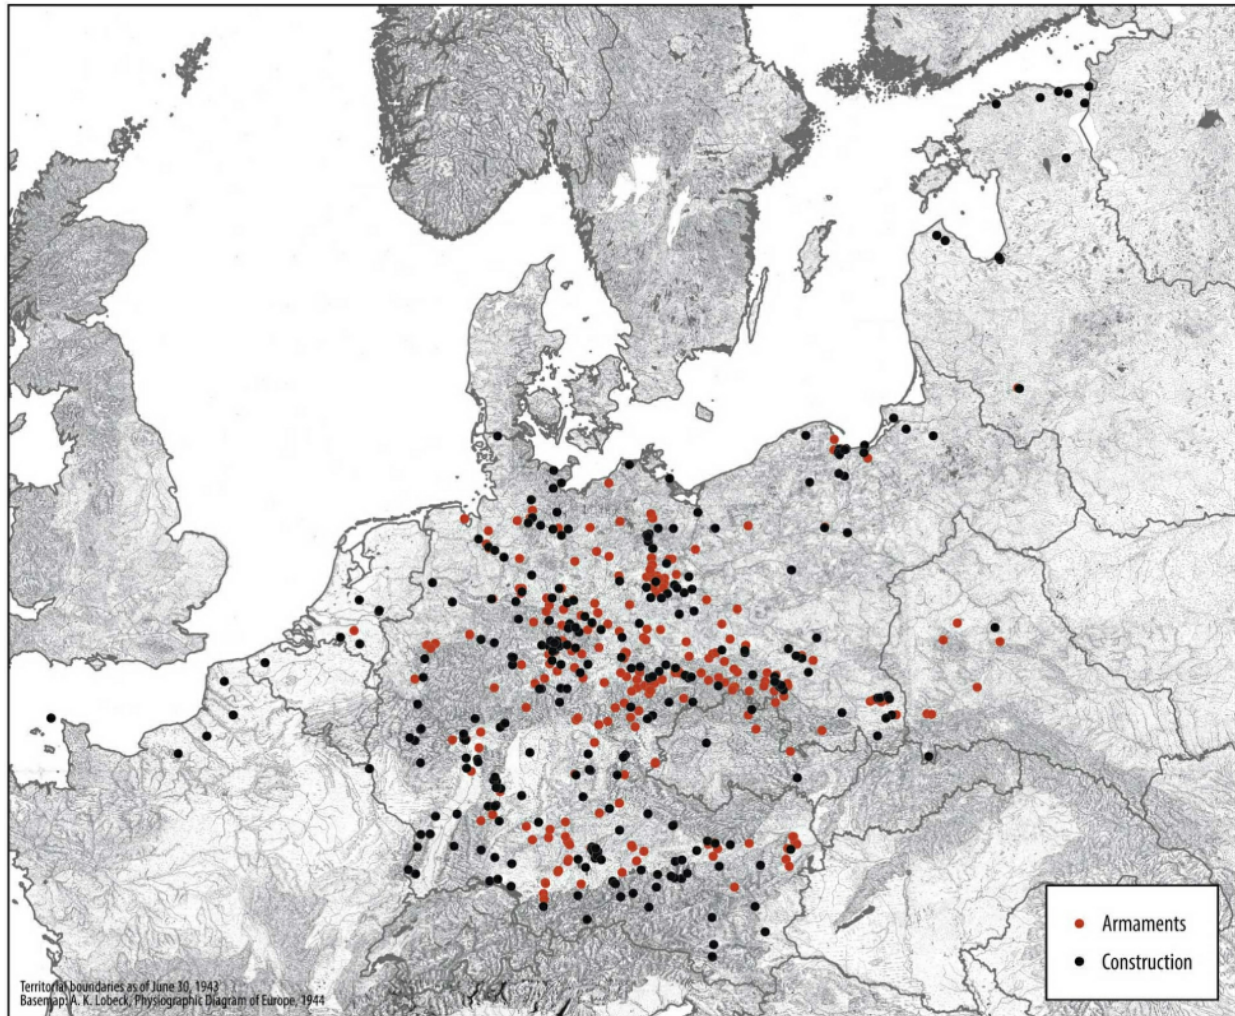 Armaments
Construction
Territorial boundaries as of June 30, 1943
Basemap: A. K. Lobeck, Physiographic Diagram of Europe, 1944